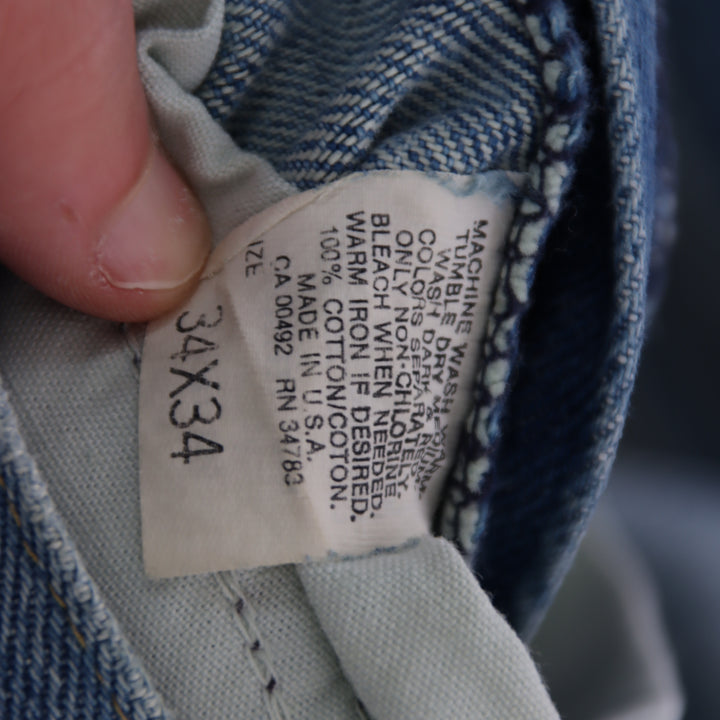 MACHINE WASH
TUMBLE DRY
WASH DARK &
COLORS SEPARATELY.
ONLY NON-CHLORINE
BLEACH WHEN NEEDED.
WARM IRON IF DESIRED.
100% COTTON/COTON.
MADE IN U.S.A.
CA 00492 RN 34783
IZE
34X34